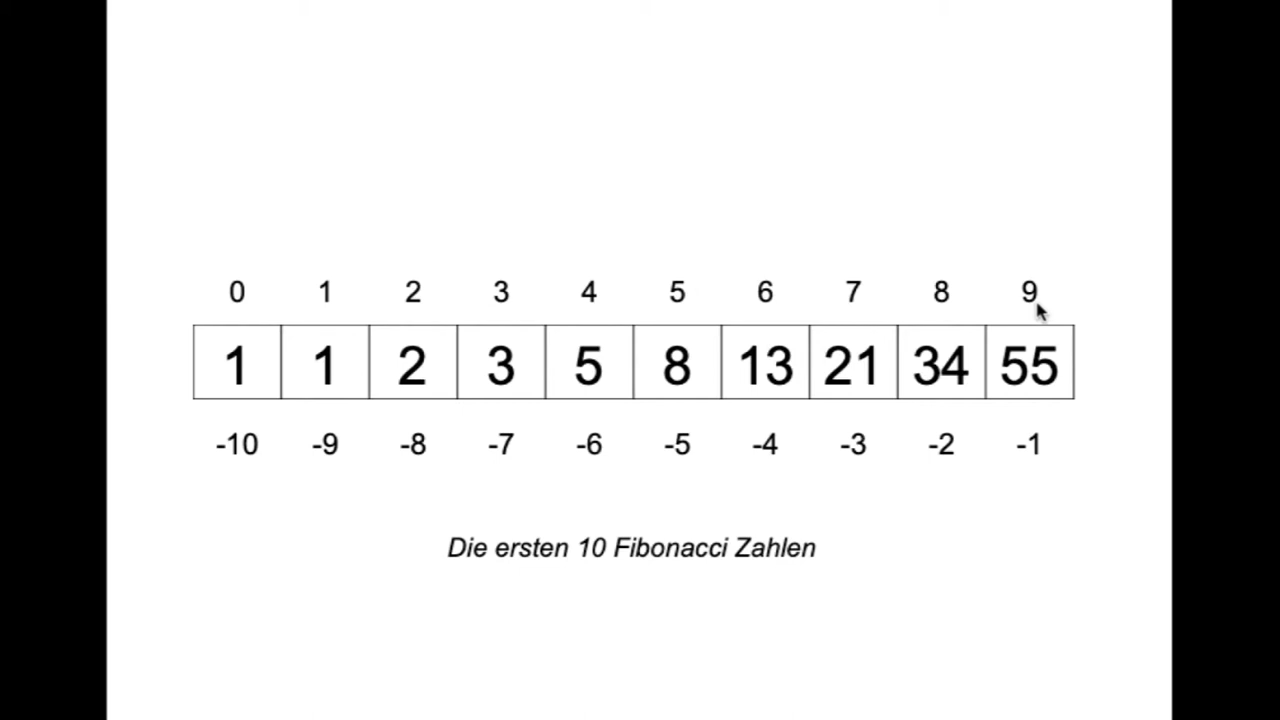 0 1 2 3 4 5 6 7 8 9
1 1 2 3 5 8 13 21 34 55
-10 -9 -8 -7 -6 -5 -4 -3 -2 -1
Die ersten 10 Fibonacci Zahlen